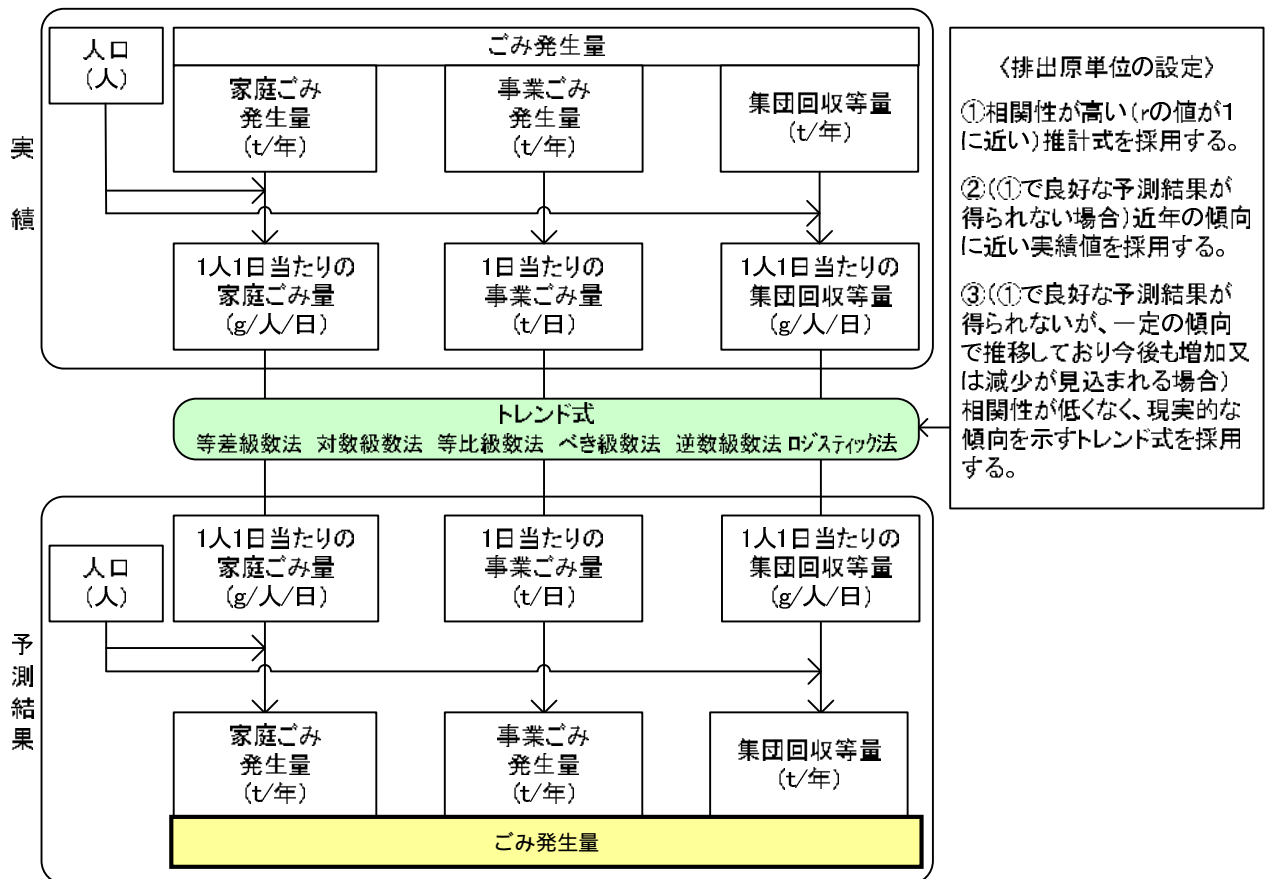 実績
人口
(人)
ごみ発生量
家庭ごみ
発生量
(t/年)
事業ごみ
発生量
(t/年)
集団回収等量
(t/年)
1人1日当たりの
家庭ごみ量
(g/人/日)
1日当たりの
事業ごみ量
(t/日)
1人1日当たりの
集団回収等量
(g/人/日)
〈排出原単位の設定〉
①相関性が高い(rの値が1
に近い)推計式を採用する。
②(①で良好な予測結果が
得られない場合)近年の傾向
に近い実績値を採用する。
③(①で良好な予測結果が
得られないが、一定の傾向
で推移しており今後も増加又
は減少が見込まれる場合)
相関性が低くなく、現実的な
傾向を示すトレンド式を採用
する。
トレンド式
等差級数法 対数級数法 等比級数法 べき級数法 逆数級数法 ロジスティック法
予測結果
人口
(人)
1人1日当たりの
家庭ごみ量
(g/人/日)
1日当たりの
事業ごみ量
(t/日)
1人1日当たりの
集団回収等量
(g/人/日)
家庭ごみ
発生量
(t/年)
事業ごみ
発生量
(t/年)
集団回収等量
(t/年)
ごみ発生量